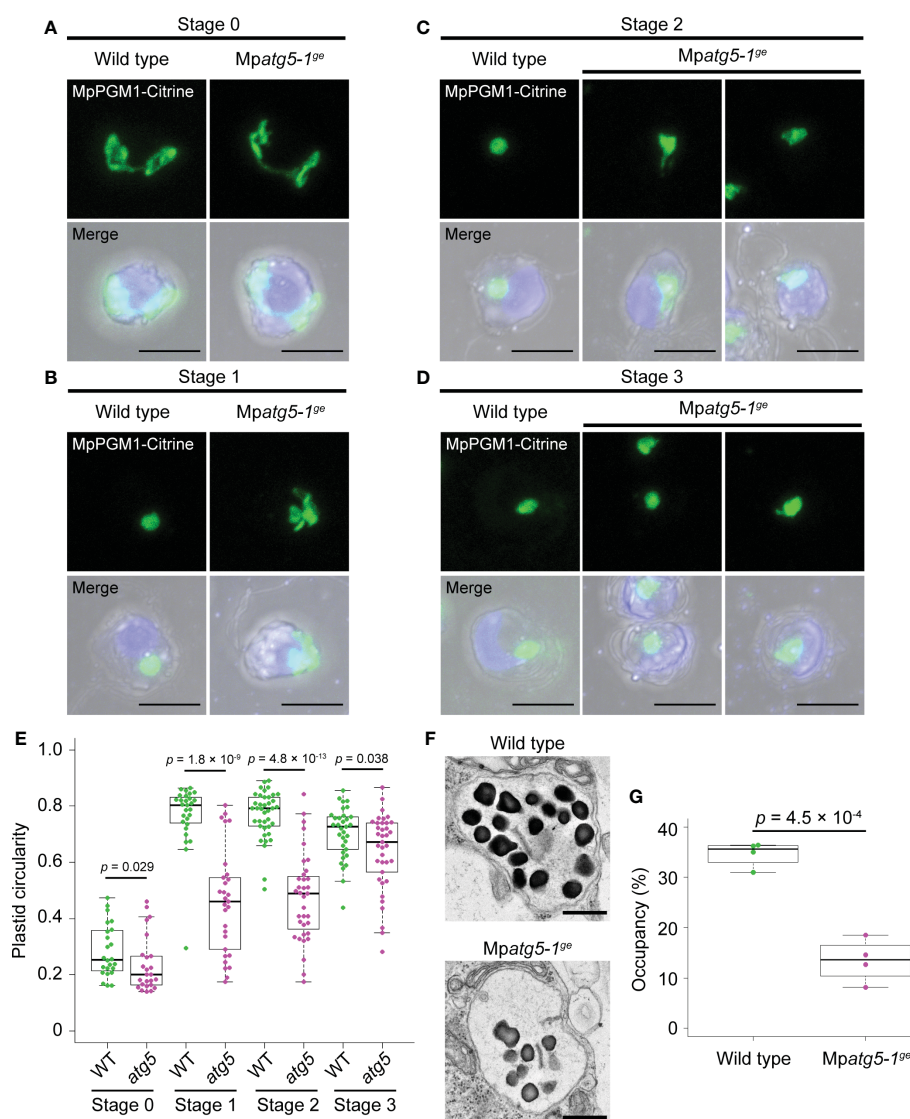 A
Stage 0
Wild type
Mpatg5-1ge
MpPGM1-Citrine
Merge
B
Stage 1
Wild type
Mpatg5-1ge
MpPGM1-Citrine
Merge
C
Stage 2
Wild type
Mpatg5-1ge
MpPGM1-Citrine
Merge
D
Stage 3
Wild type
Mpatg5-1ge
MpPGM1-Citrine
Merge
E
Plastid circularity
1.0
0.8
0.6
0.4
0.2
0
p = 0.029
p = 1.8 × 10-9
p = 4.8 × 10-13
p = 0.038
WT
atg5
WT
atg5
WT
atg5
WT
atg5
Stage 0
Stage 1
Stage 2
Stage 3
F
Wild type
Mpatg5-1ge
G
Occupancy (%)
40
30
20
10
0
p = 4.5 × 10-4
Wild type
Mpatg5-1ge